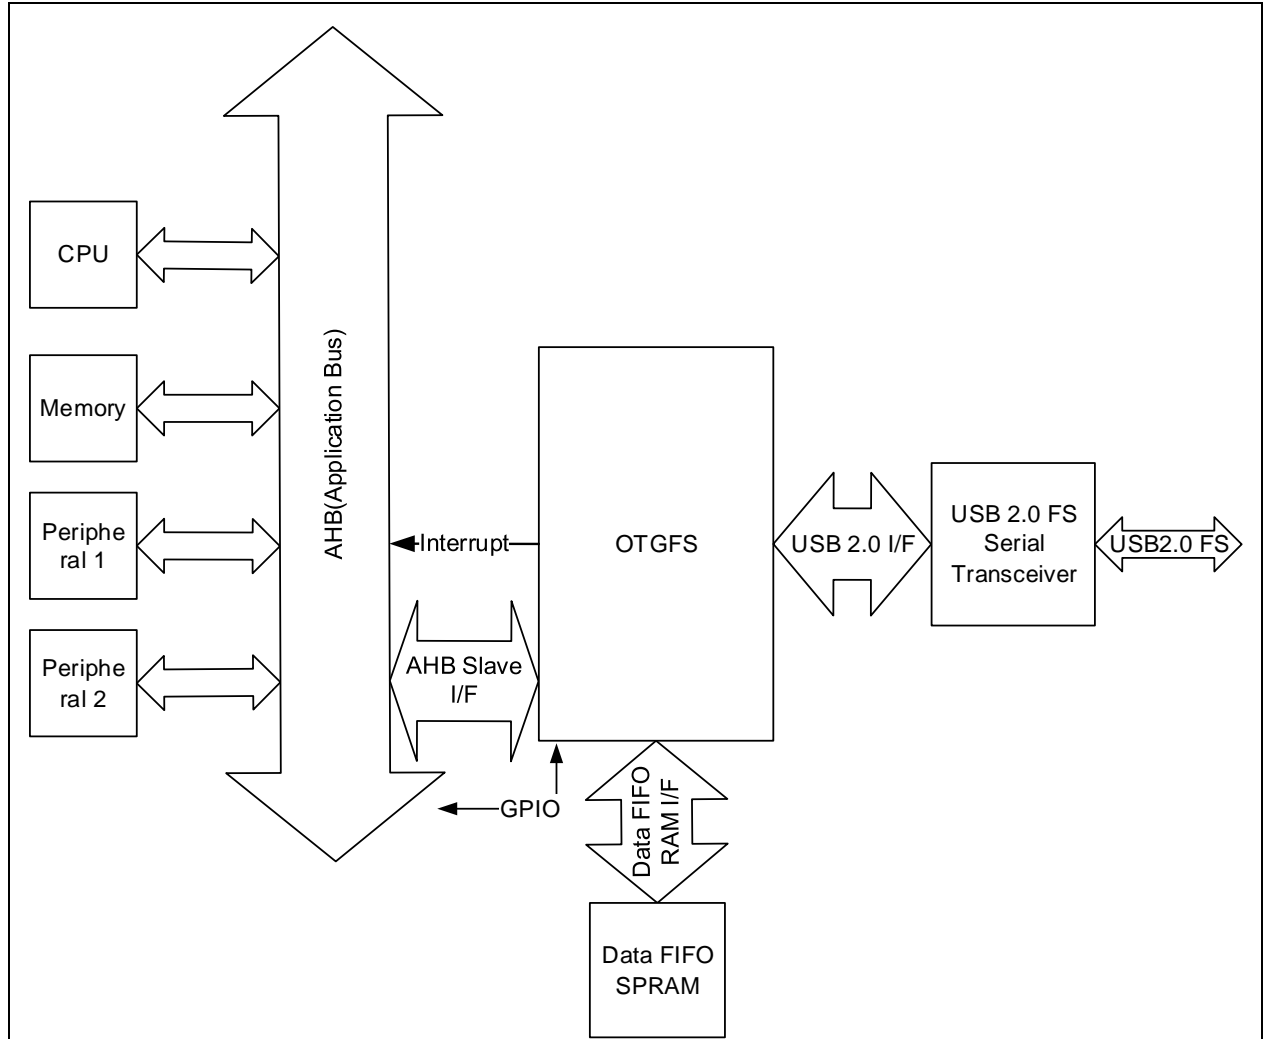 CPU
Memory
Periphe
ral 1
Periphe
ral 2
AHB(Application Bus)
Interrupt
AHB Slave
I/F
GPIO
OTGFS
Data FIFO
RAM I/F
Data FIFO
SPRAM
USB 2.0 I/F
USB 2.0 FS
Serial
Transceiver
USB2.0 FS